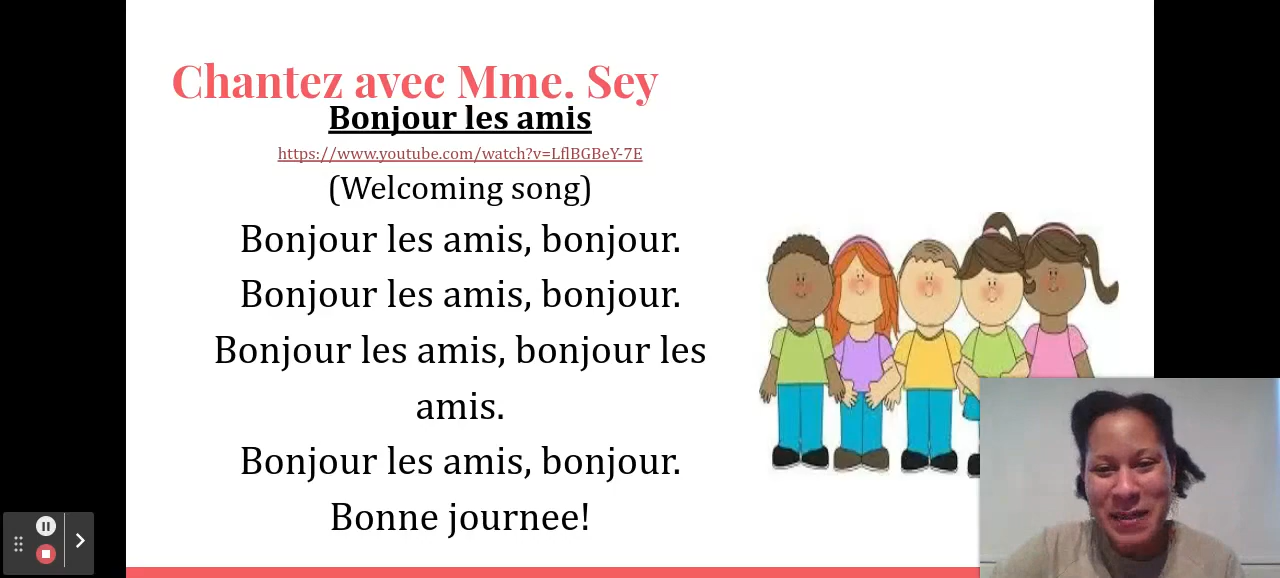 Chantez avec Mme. Sey
Bonjour les amis
https://www.youtube.com/watch?v=LflBGBeY-7E
(Welcoming song)
Bonjour les amis, bonjour.
Bonjour les amis, bonjour.
Bonjour les amis, bonjour les
amis.
Bonjour les amis, bonjour.
Bonne journee!